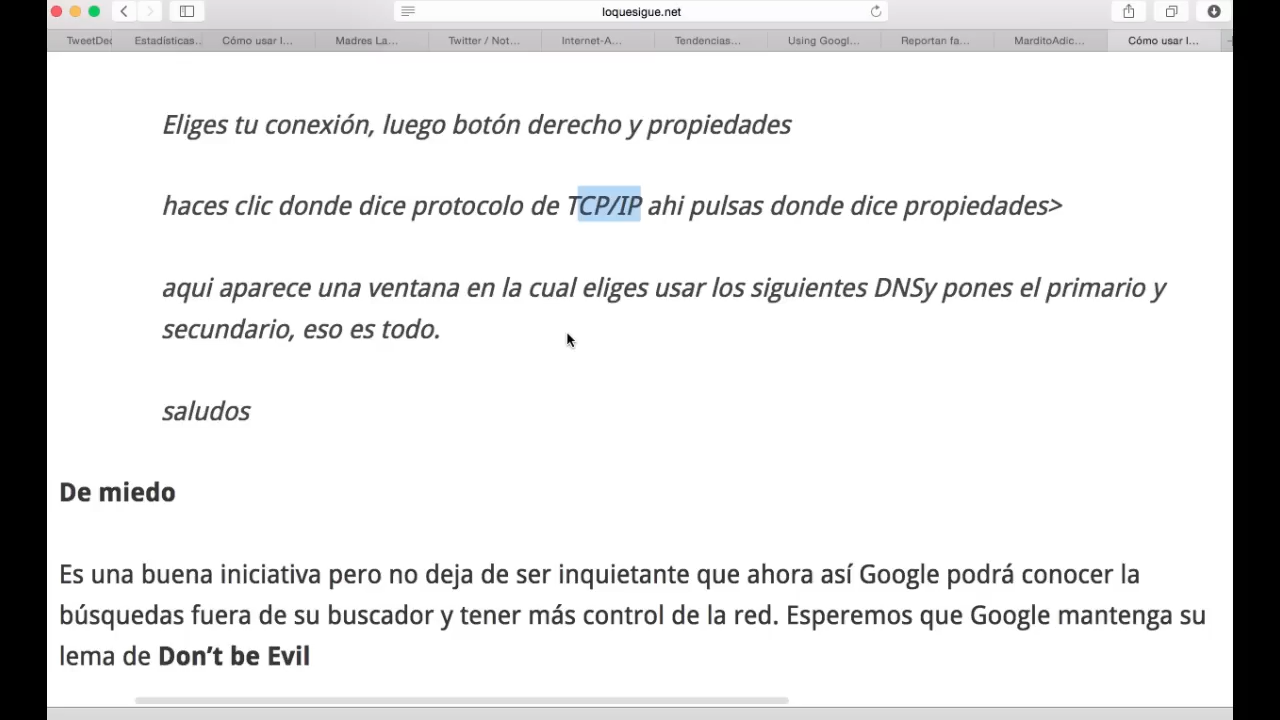 loquesigue.net
TweetDec
Estadísticas..
Cómo usar l...
Madres La...
Twitter / Not...
Internet-A...
Tendencias...
Using Googl...
Reportan fa...
MarditoAdic...
Cómo usar l...
Eliges tu conexión, luego botón derecho y propiedades
haces clic donde dice protocolo de TCP/IP ahi pulsas donde dice propiedades>
aqui aparece una ventana en la cual eliges usar los siguientes DNSy pones el primario y
secundario, eso es todo.
saludos
De miedo
Es una buena iniciativa pero no deja de ser inquietante que ahora así Google podrá conocer la
búsquedas fuera de su buscador y tener más control de la red. Esperemos que Google mantenga su
lema de Don’t be Evil